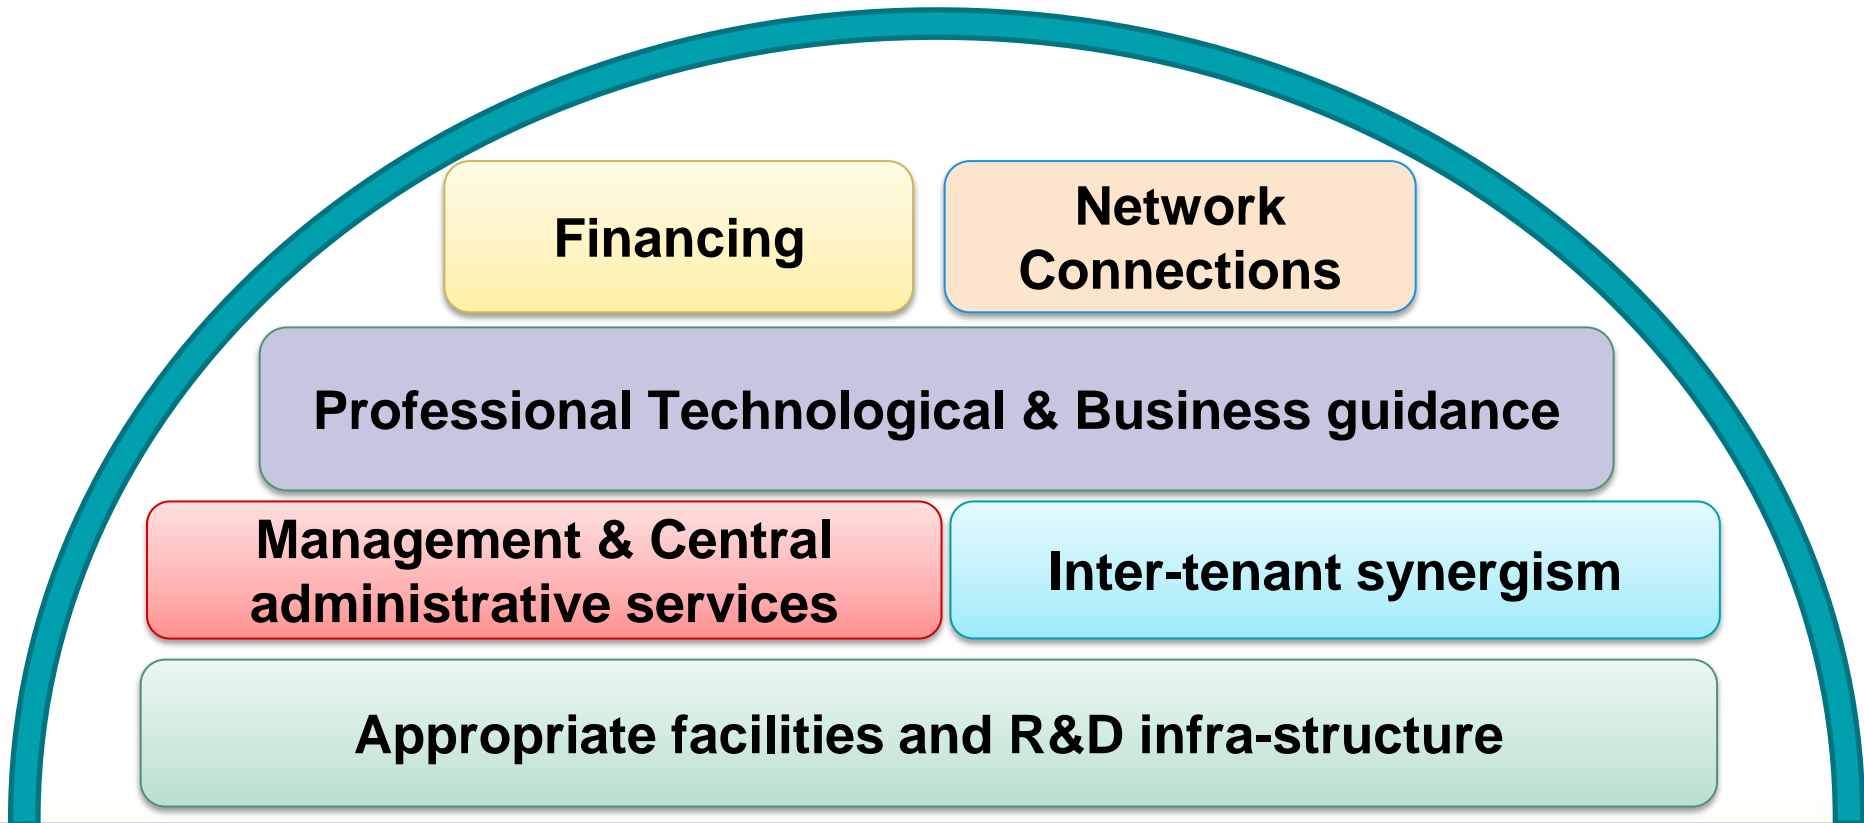 Financing
Network
Connections
Professional Technological & Business guidance
Management & Central
administrative services
Inter-tenant synergism
Appropriate facilities and R&D infra-structure